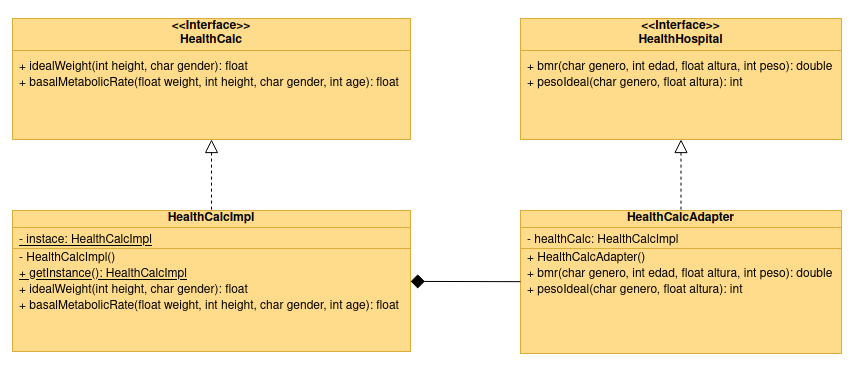 <<Interface>>
HealthCalc
+ idealWeight(int height, char gender): float
+ basalMetabolicRate(float weight, int height, char gender, int age): float
<<Interface>>
HealthHospital
+ bmr(char genero, int edad, float altura, int peso): double
+ pesoIdeal(char genero, float altura): int
HealthCalcImpl
- instace: HealthCalcImpl
- HealthCalcImpl()
+ getInstance(): HealthCalcImpl
+ idealWeight(int height, char gender): float
+ basalMetabolicRate(float weight, int height, char gender, int age): float
HealthCalcAdapter
- healthCalc: HealthCalcImpl
+ HealthCalcAdapter()
+ bmr(char genero, int edad, float altura, int peso): double
+ pesoIdeal(char genero, float altura): int